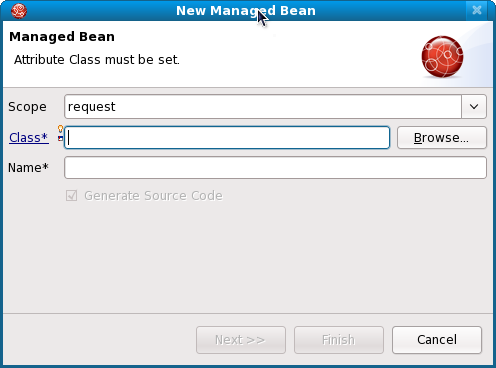 New Managed Bean
Managed Bean
Attribute Class must be set.
Scope request
Class* Browse...
Name*
Generate Source Code
Next >> Finish Cancel